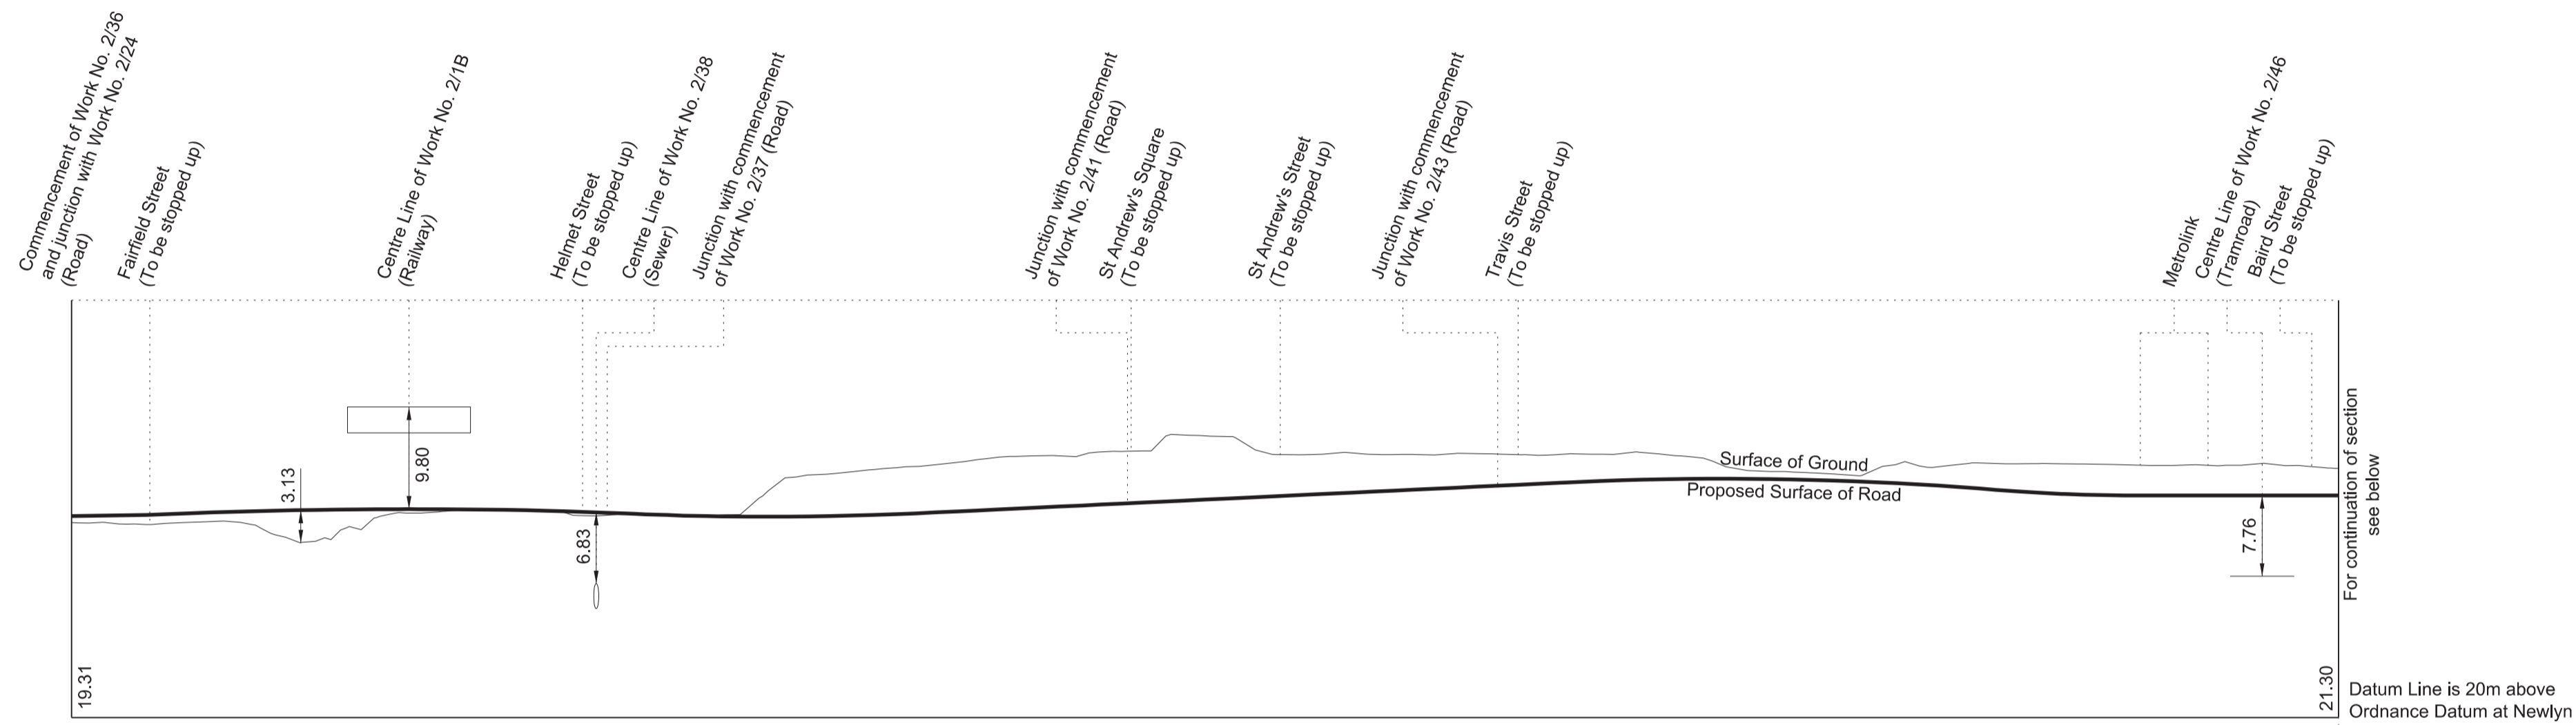 Commencement of Work No. 2/36
and junction with Work No. 2/24
(Road)
Fairfield Street
(To be stopped up)
Centre Line of Work No. 2/1B
(Railway)
Helmet Street
(To be stopped up)
Centre Line of Work No. 2/38
(Sewer)
Junction with commencement
of Work No. 2/37 (Road)
Junction with commencement
of Work No. 2/41 (Road)
St Andrew's Square
(To be stopped up)
St Andrew's Street
(To be stopped up)
Junction with commencement
of Work No. 2/43 (Road)
Travis Street
(To be stopped up)
Metrolink
Centre Line of Work No. 2/46
(Tramroad)
Baird Street
(To be stopped up)
3.13
9.80
6.83
Surface of Ground
Proposed Surface of Road
7.76
For continuation of section
see below
19.31
21.30
Datum Line is 20m above
Ordnance Datum at Newlyn